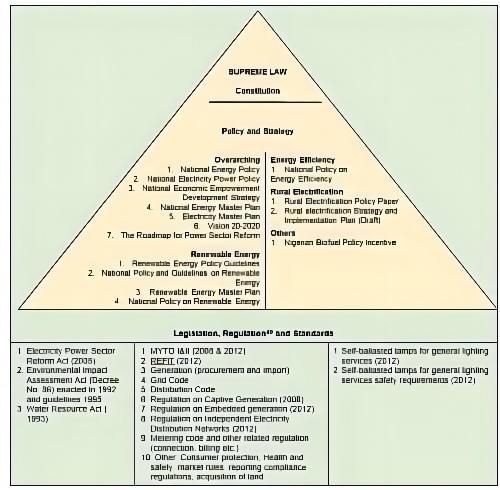 SUPREME LAW
Constitution
Policy and Strategy
Overarching
1. National Energy Policy
2. National Electricity Power Policy
3. National Economic Empowerment
Development Strategy
4. National Energy Master Plan
5. Electricity Master Plan
6. Vision 20-2020
7. The Roadmap for Power Sector Reform
Renewable Energy
1. Renewable Energy Policy Guidelines
2. National Policy and Guidelines on Renewable
Energy
3 Renewable Energy Master Plan
4 National Policy on Renewable Energy
Energy Efficiency
1 National Policy on
Energy Efficiency
Rural Electrification
1 Rural Electrification Policy Paper
2. Rural electrification Strategy and
Implementation Plan (Draft)
Others
1 Nigerian Biofuel Policy Incentive
Legislation, Regulation⁴⁹ and Standards
1 Electricity Power Sector
Reform Act (2005)
2. Environmental Impact
Assessment Act (Decree
No. 86) enacted in 1992
and guidelines 1995
3 Water Resource Act (
1993)
1 MYTO I&II (2008 & 2012)
2 REFIT (2012)
3 Generation (procurement and import)
4 Grid Code
5 Distribution Code
6 Regulation on Captive Generation (2008)
7 Regulation on Embedded generation (2012)
8 Regulation on Independent Electricity
Distribution Networks (2012)
9 Metering code and other related regulation
(connection, billing etc.)
10 Other: Consumer protection, Health and
safety, market rules, reporting compliance
regulations, acquisition of land
1 Self-ballasted lamps for general lighting
services (2012)
2 Self-ballasted lamps for general lighting
services safety requirements (2012)